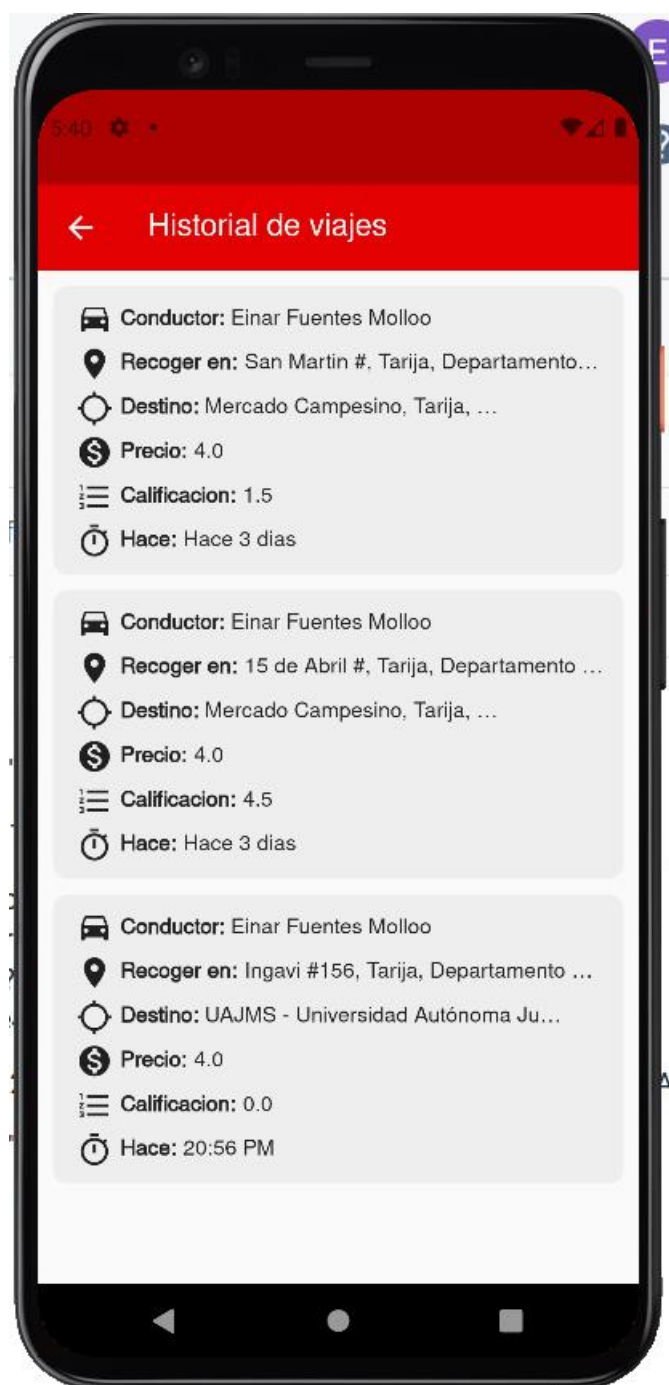 E
5:40
?
Historial de viajes
Conductor: Einar Fuentes Molloo
Recoger en: San Martin #, Tarija, Departamento...
Destino: Mercado Campesino, Tarija, ...
Precio: 4.0
Calificacion: 1.5
Hace: Hace 3 dias
Conductor: Einar Fuentes Molloo
Recoger en: 15 de Abril #, Tarija, Departamento ...
Destino: Mercado Campesino, Tarija, ...
Precio: 4.0
Calificacion: 4.5
Hace: Hace 3 dias
Conductor: Einar Fuentes Molloo
Recoger en: Ingavi #156, Tarija, Departamento ...
Destino: UAJMS - Universidad Autónoma Ju...
Precio: 4.0
Calificacion: 0.0
Hace: 20:56 PM